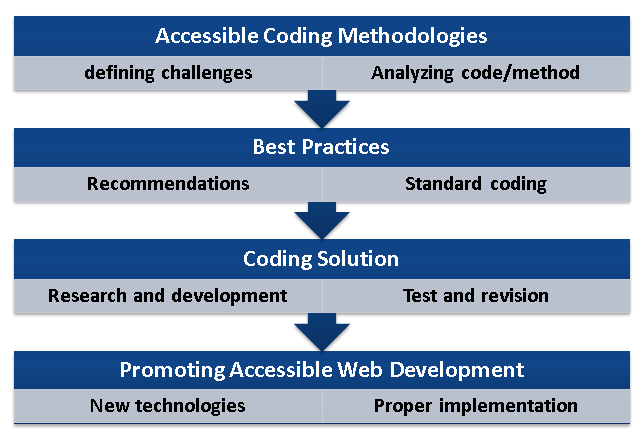 Accessible Coding Methodologies
defining challenges
Analyzing code/method
Best Practices
Recommendations
Standard coding
Coding Solution
Research and development
Test and revision
Promoting Accessible Web Development
New technologies
Proper implementation